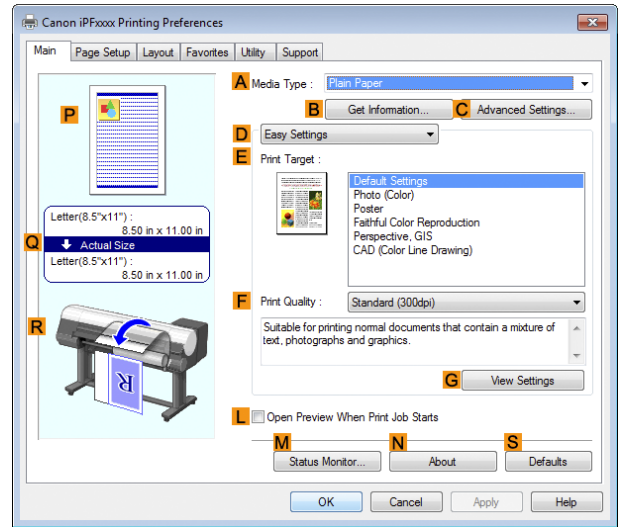 Canon iPFxxxx Printing Preferences
Main Page Setup Layout Favorites Utility Support
A Media Type : Plain Paper
B Get Information... C Advanced Settings...
D Easy Settings
E Print Target :
Default Settings
Photo (Color)
Poster
Faithful Color Reproduction
Perspective, GIS
CAD (Color Line Drawing)
F Print Quality : Standard (300dpi)
Suitable for printing normal documents that contain a mixture of
text, photographs and graphics.
G View Settings
P
Letter(8.5"x11") :
8.50 in x 11.00 in
Q Actual Size
Letter(8.5"x11") :
8.50 in x 11.00 in
R
R
L Open Preview When Print Job Starts
M N S
Status Monitor... About Defaults
OK Cancel Apply Help